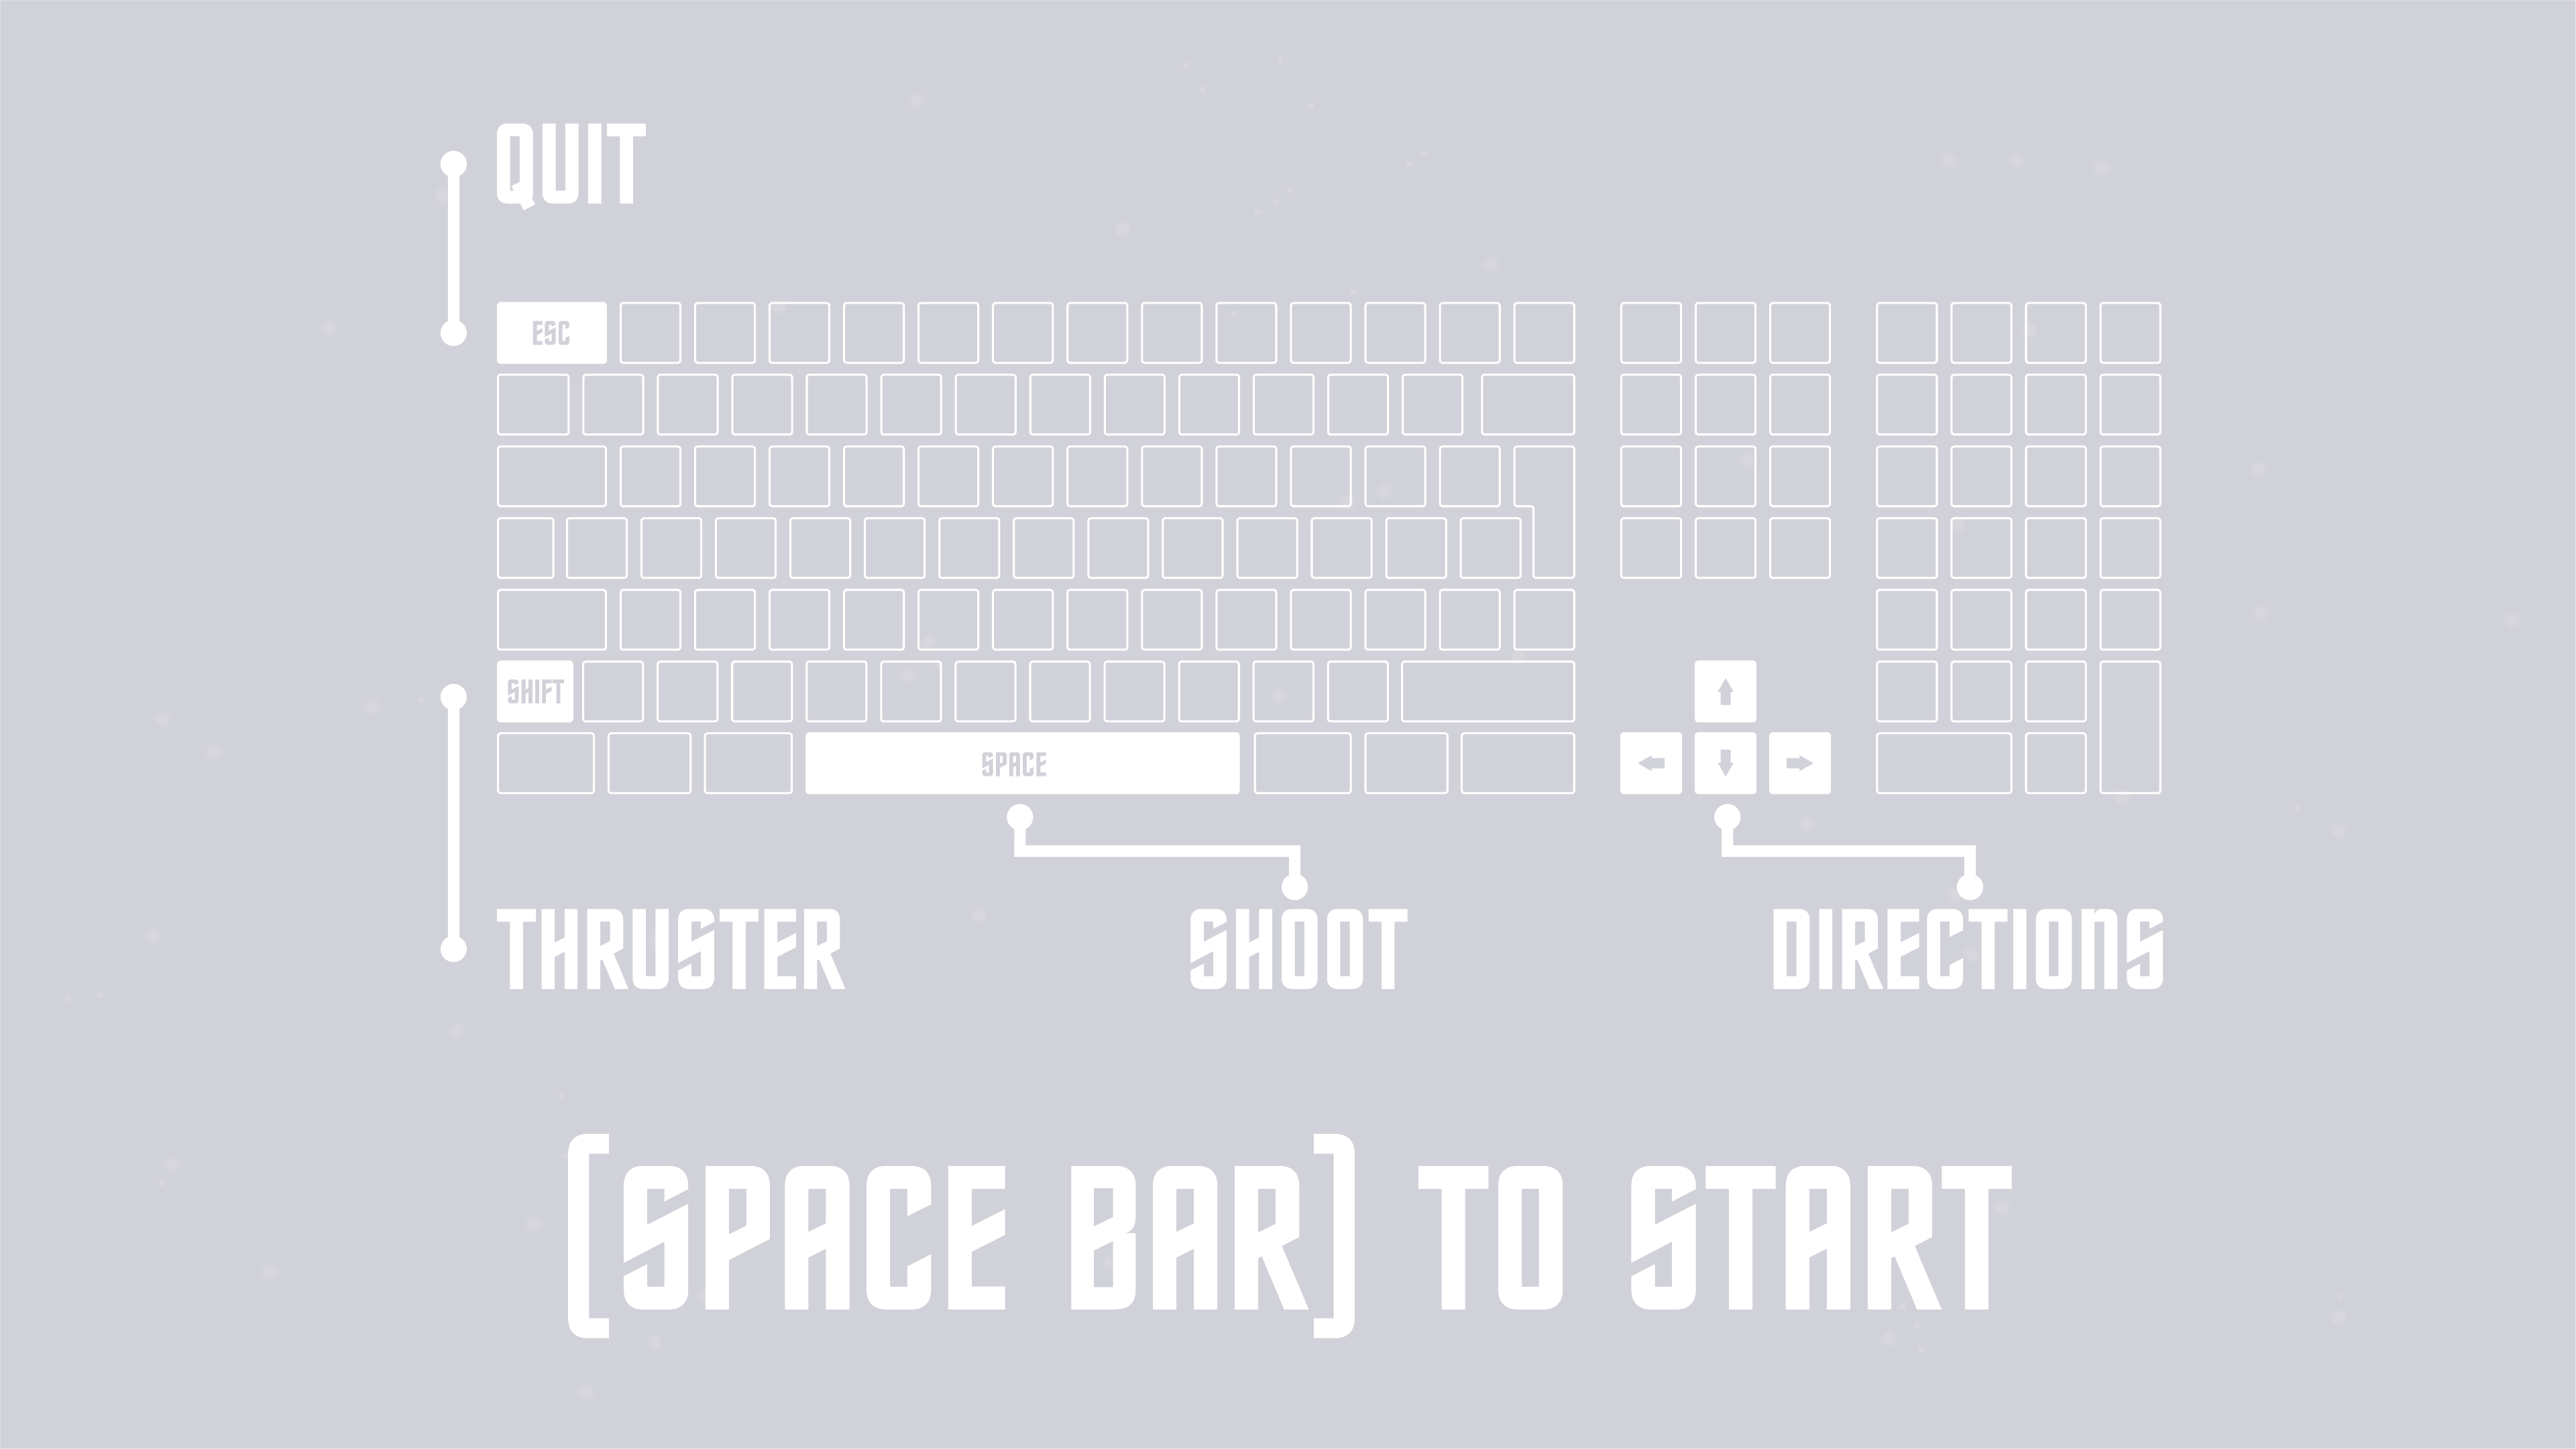 QUIT
ESC
SHIFT
SPACE
THRUSTER
SHOOT
DIRECTIONS
[SPACE BAR] TO START